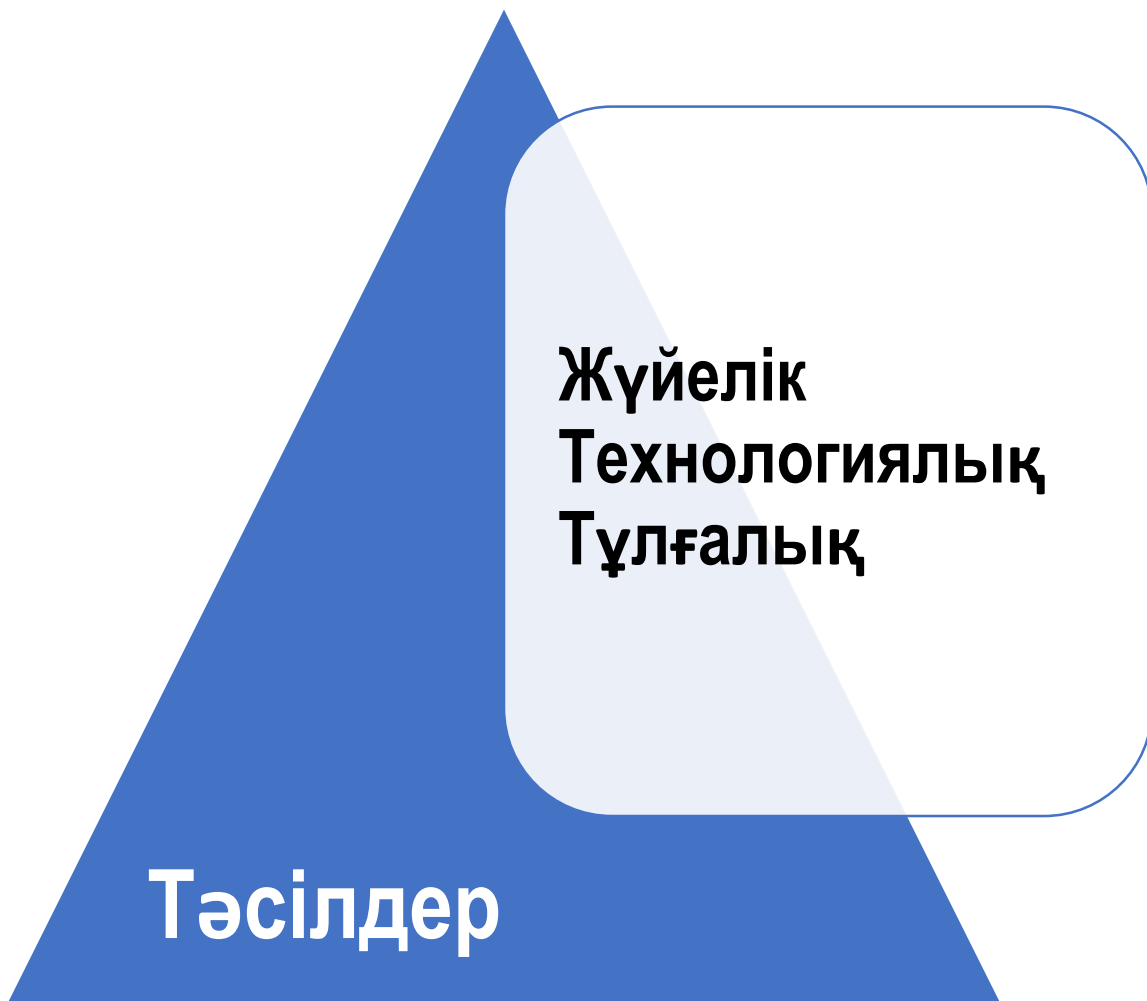 Жүйелік
Технологиялық
Тұлғалық
Тәсілдер